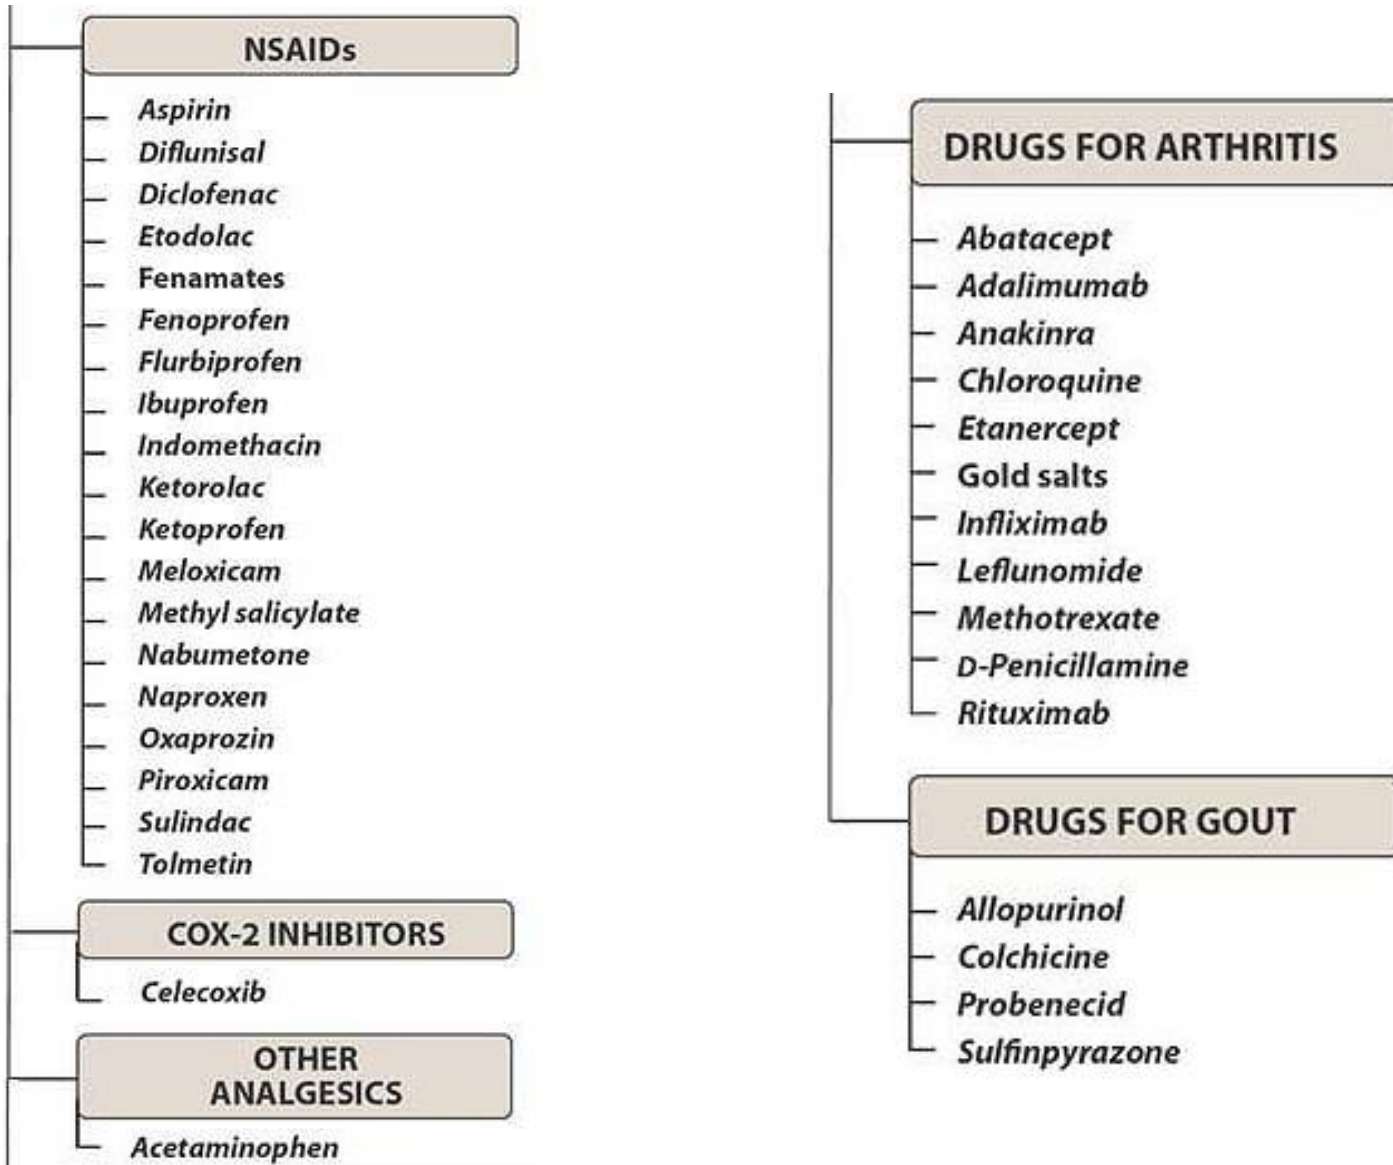 NSAIDs
Aspirin
Diflunisal
Diclofenac
Etodolac
Fenamates
Fenoprofen
Flurbiprofen
Ibuprofen
Indomethacin
Ketorolac
Ketoprofen
Meloxicam
Methyl salicylate
Nabumetone
Naproxen
Oxaprozin
Piroxicam
Sulindac
Tolmetin
COX-2 INHIBITORS
Celecoxib
OTHER
ANALGESICS
Acetaminophen
DRUGS FOR ARTHRITIS
Abatacept
Adalimumab
Anakinra
Chloroquine
Etanercept
Gold salts
Infliximab
Leflunomide
Methotrexate
D-Penicillamine
Rituximab
DRUGS FOR GOUT
Allopurinol
Colchicine
Probenecid
Sulfinpyrazone